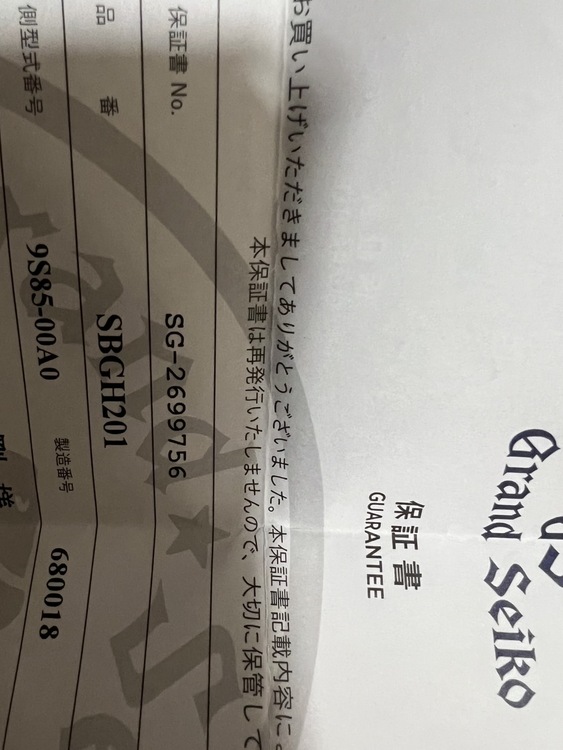 Grand Seiko
保証書
GUARANTEE
お買い上げいただきましてありがとうございました。本保証書記載内容に
本保証書は再発行いたしませんので、大切に保管して
保証書 No. SG-2699756
品 番 SBGH201
側型式番号 9S85-00A0 製造番号 680018
様